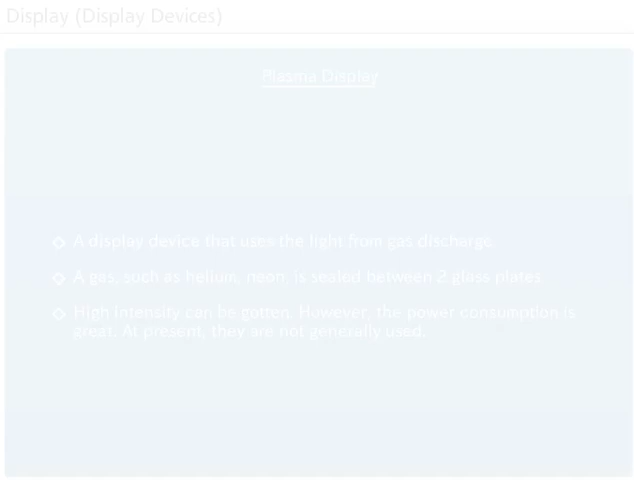 Display (Display Devices)
Plasma Display
A display device that uses the light from gas discharge.
A gas, such as helium, neon, is sealed between 2 glass plates.
High intensity can be gotten. However, the power consumption is
great. At present, they are not generally used.